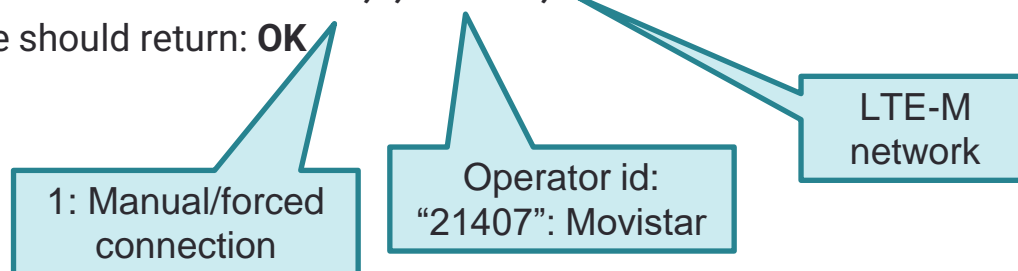 e should return: OK
LTE-M
network
1: Manual/forced
connection
Operator id:
“21407”: Movistar